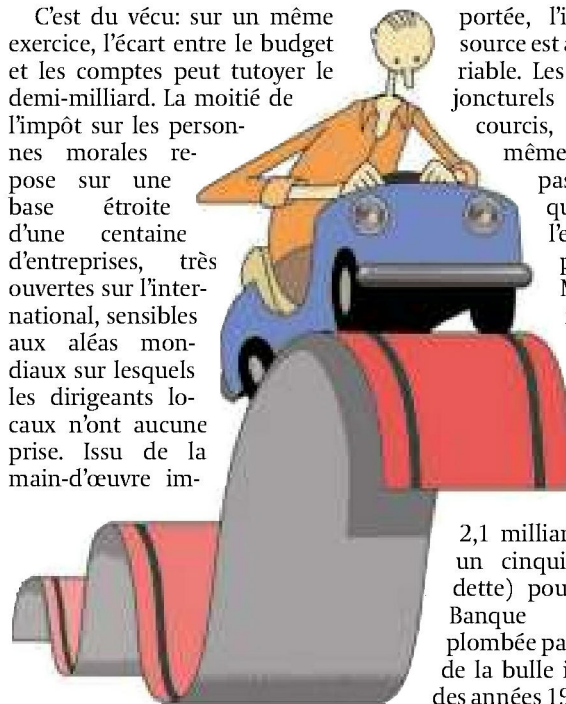 C'est du vécu: sur un même
exercice, l'écart entre le budget
et les comptes peut tutoyer le
demi-milliard. La moitié de
l'impôt sur les person-
nes morales re-
pose sur une
base étroite
d'une centaine
d'entreprises, très
ouvertes sur l'inter-
national, sensibles
aux aléas mon-
diaux sur lesquels
les dirigeants lo-
caux n'ont aucune
prise. Issu de la
main-d'œuvre im-
portée, l'i
source est
riable. Les
joncturels
courcis,
même
pas
qu
l'e
2,1 milliar
un cinqui
dette) pou
Banque
plombée pa
de la bulle i
des années 19